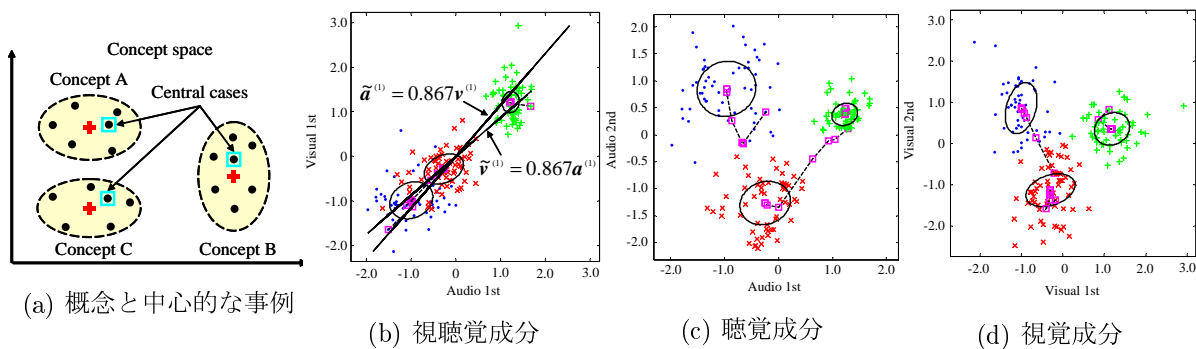 Concept space
Concept A
Central cases
Concept C
Concept B
(a) 概念と中心的な事例
3.0
2.0
1.0
0
-1.0
-2.0
Visual 1st
ã⁽¹⁾ = 0.867v⁽¹⁾
ṽ⁽¹⁾ = 0.867a⁽¹⁾
-2.0 -1.0 0 1.0 2.0 3.0
Audio 1st
(b) 視聴覚成分
2.0
1.5
1.0
0.5
0
-0.5
-1.0
-1.5
-2.0
Audio 2nd
-2.0 -1.0 0 1.0 2.0
Audio 1st
(c) 聴覚成分
3.0
2.0
1.0
0
-1.0
-2.0
Visual 2nd
-2.0 -1.0 0 1.0 2.0 3.0
Visual 1st
(d) 視覚成分